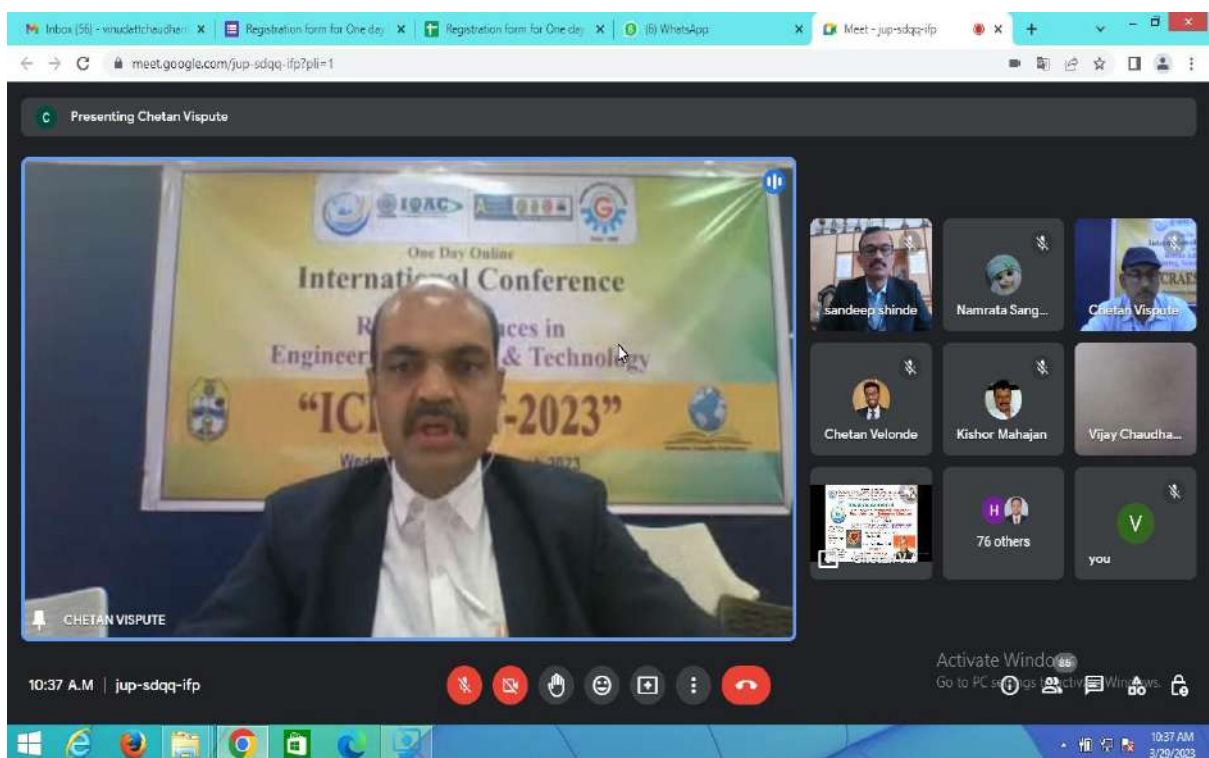 Inbox (56) - vinudattchaudhari
Registration form for One day
Registration form for One day
(6) WhatsApp
Meet - jup-sdqq-ifp
meet.google.com/jup-sdqq-ifp?pli=1
C Presenting Chetan Vispute
IQAC
G
One Day Online
International Conference
in
& Technology
-2023”
2023
CHETAN VISPUTE
sandeep shinde
Namrata Sang...
Chetan Vispute
Chetan Velonde
Kishor Mahajan
Vijay Chaudha...
H
76 others
V
you
10:37 A.M | jup-sdqq-ifp
Activate Windows
85
Go to PC settings to activate Windows.
10:37 AM
3/29/2023